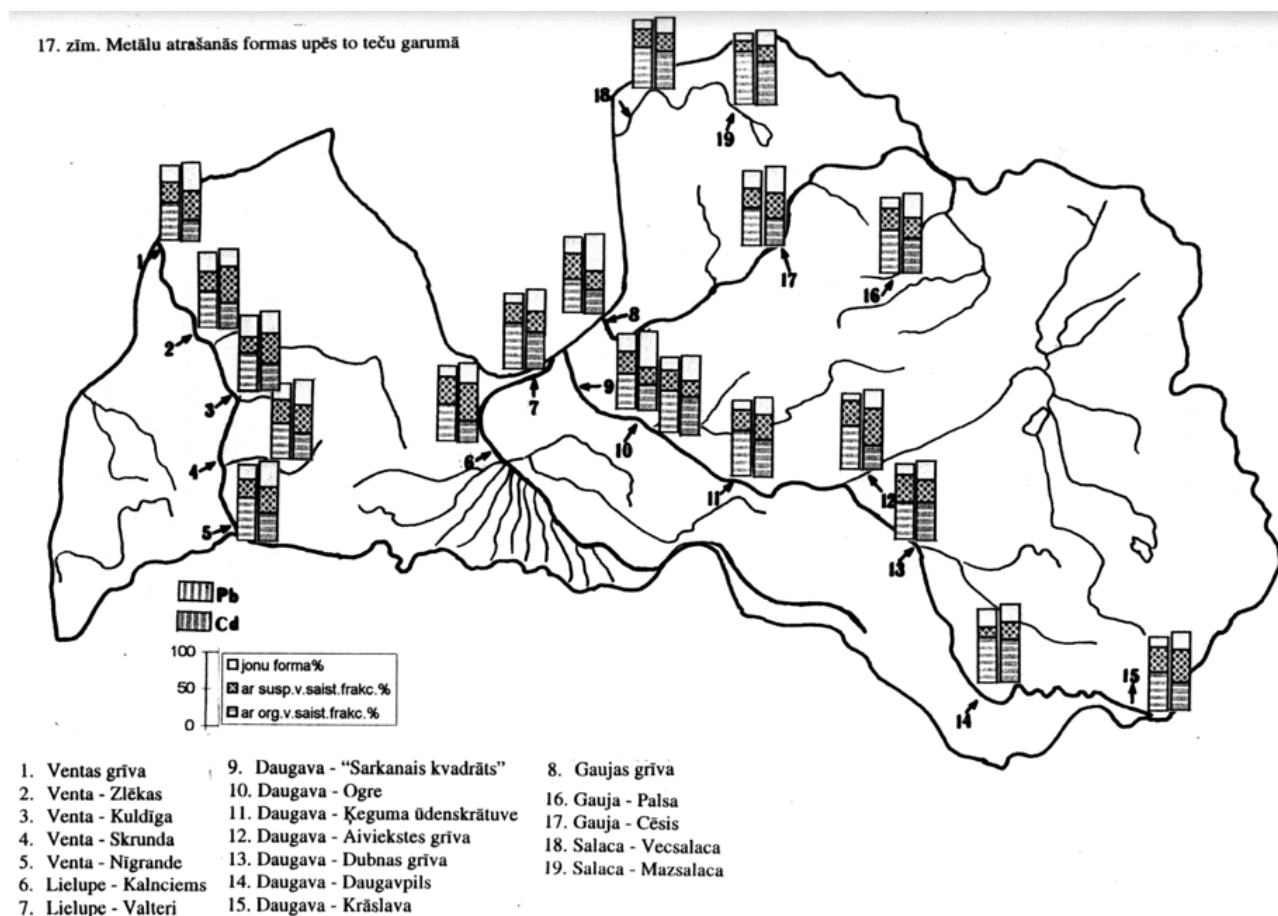 17. zīm. Metālu atrašanās formas upēs to teču garumā
18
19
1
17
16
2
8
7
9
3
10
6
4
11
12
5
13
Pb
Cd
100
50
0
jonu forma%
ar susp.v.saist.frakc.%
ar org.v.saist.frakc.%
14
15
1. Ventas grīva
2. Venta - Zlēkas
3. Venta - Kuldīga
4. Venta - Skrunda
5. Venta - Nīgrande
6. Lielupe - Kalnciems
7. Lielupe - Valteri
9. Daugava - “Sarkanais kvadrāts”
10. Daugava - Ogre
11. Daugava - Ķeguma ūdenskrātuve
12. Daugava - Aiviekstes grīva
13. Daugava - Dubnas grīva
14. Daugava - Daugavpils
15. Daugava - Krāslava
8. Gaujas grīva
16. Gauja - Palsa
17. Gauja - Cēsis
18. Salaca - Vecsalaca
19. Salaca - Mazsalaca